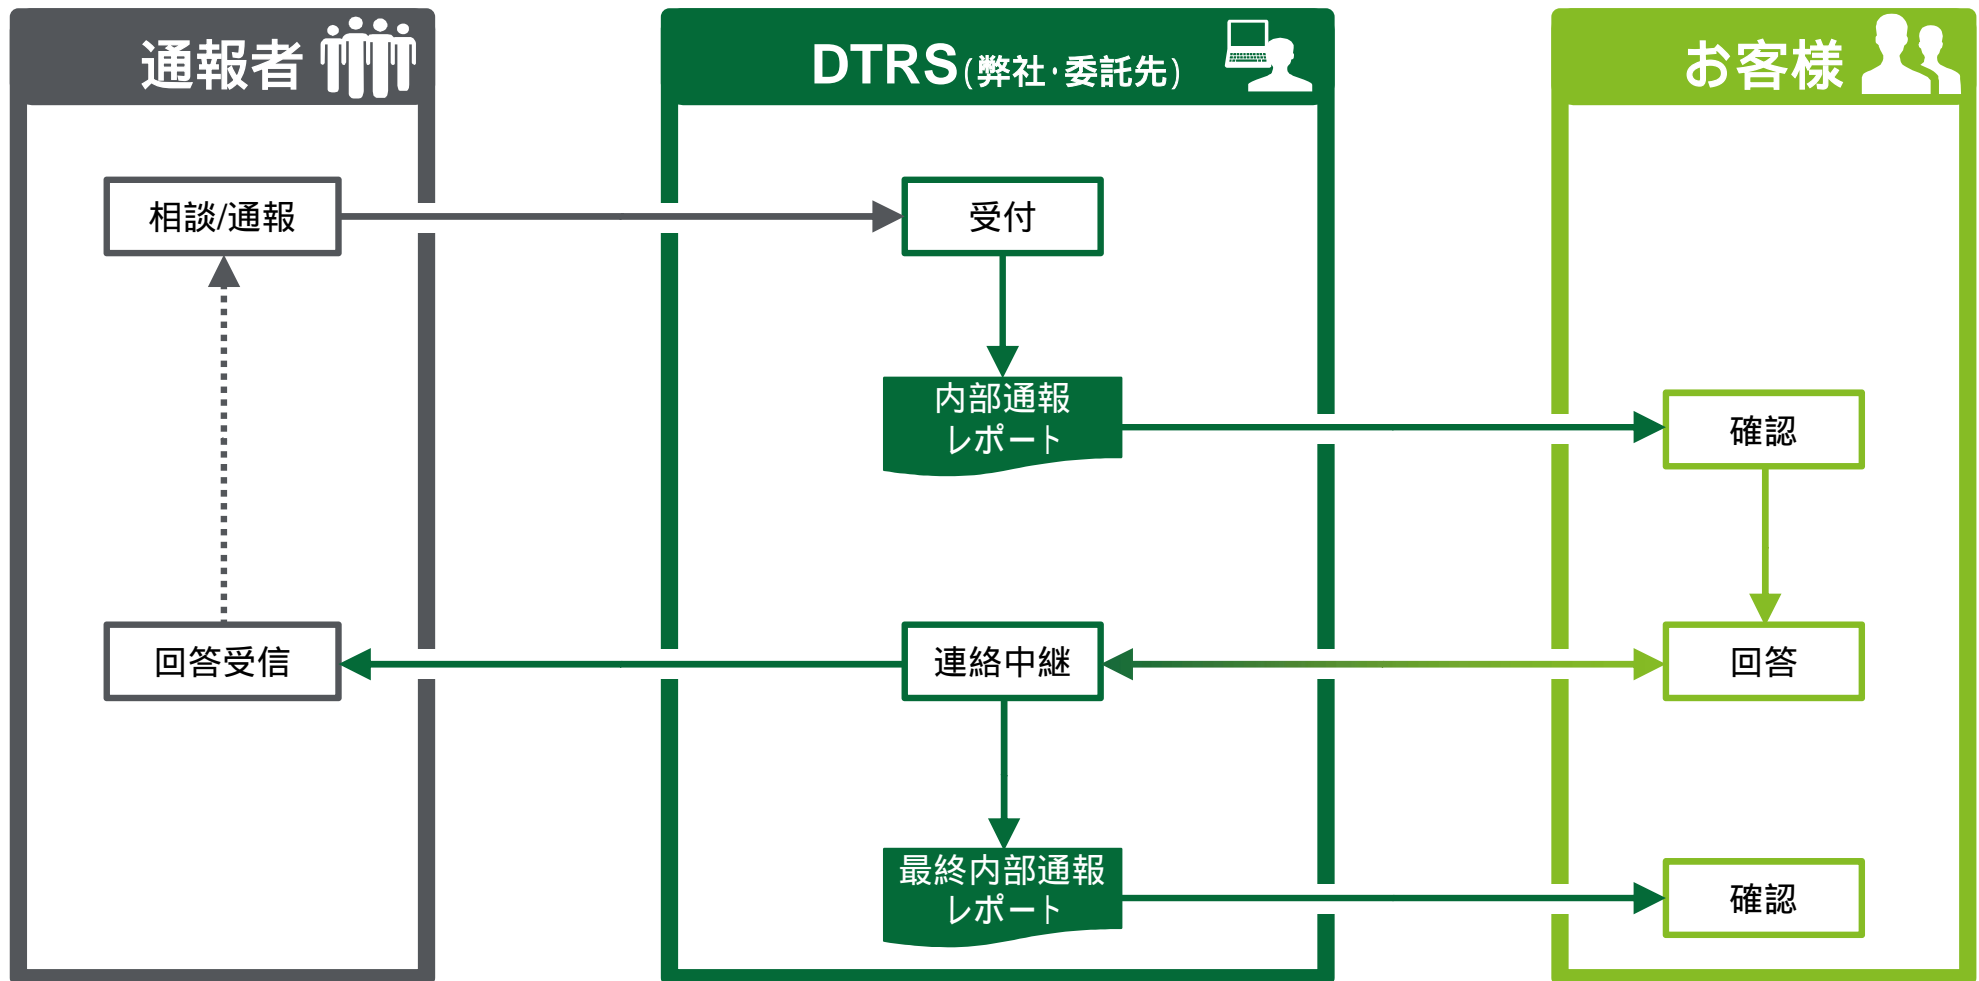 通報者
DTRS(弊社・委託先)
お客様
相談/通報
受付
内部通報
レポート
確認
回答受信
連絡中継
回答
最終内部通報
レポート
確認